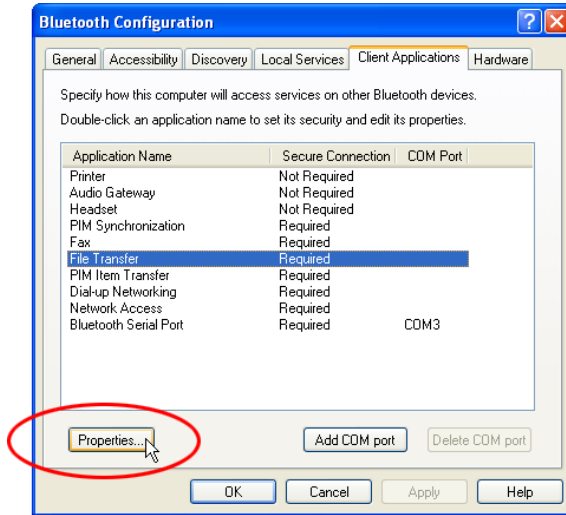 Bluetooth Configuration
General Accessibility Discovery Local Services Client Applications Hardware
Specify how this computer will access services on other Bluetooth devices.
Double-click an application name to set its security and edit its properties.
Application Name Secure Connection COM Port
Printer Not Required
Audio Gateway Not Required
Headset Not Required
PIM Synchronization Required
Fax Required
File Transfer Required
PIM Item Transfer Required
Dial-up Networking Required
Network Access Required
Bluetooth Serial Port Required COM3
Properties... Add COM port Delete COM port
OK Cancel Apply Help